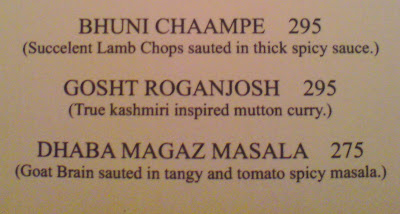 BHUNI CHAAMPE 295
(Succelent Lamb Chops sauted in thick spicy sauce.)
GOSHT ROGANJOSH 295
(True kashmiri inspired mutton curry.)
DHABA MAGAZ MASALA 275
(Goat Brain sauted in tangy and tomato spicy masala.)